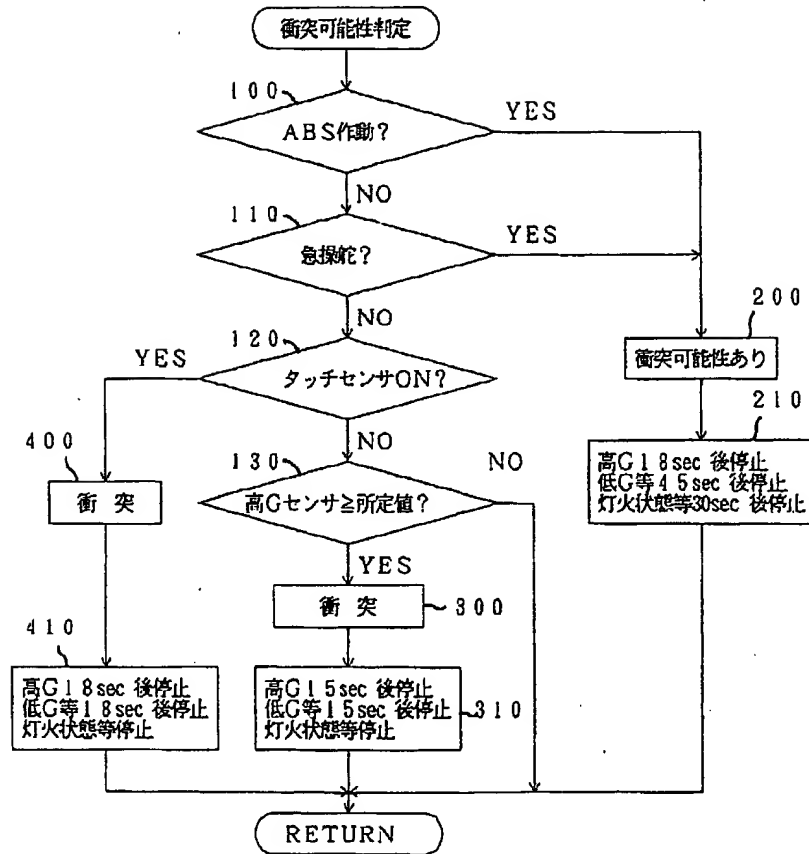 衝突可能性判定
100
ABS作動?
YES
NO
110
急操舵?
YES
NO
200
衝突可能性あり
120
YES
タッチセンサON?
210
NO
高G18sec後停止
低G等45sec後停止
灯火状態等30sec後停止
400
衝 突
130
NO
高Gセンサ≧所定値?
YES
衝 突
300
410
高G18sec後停止
低G等18sec後停止
灯火状態等停止
高G15sec後停止
低G等15sec後停止
灯火状態等停止
310
RETURN